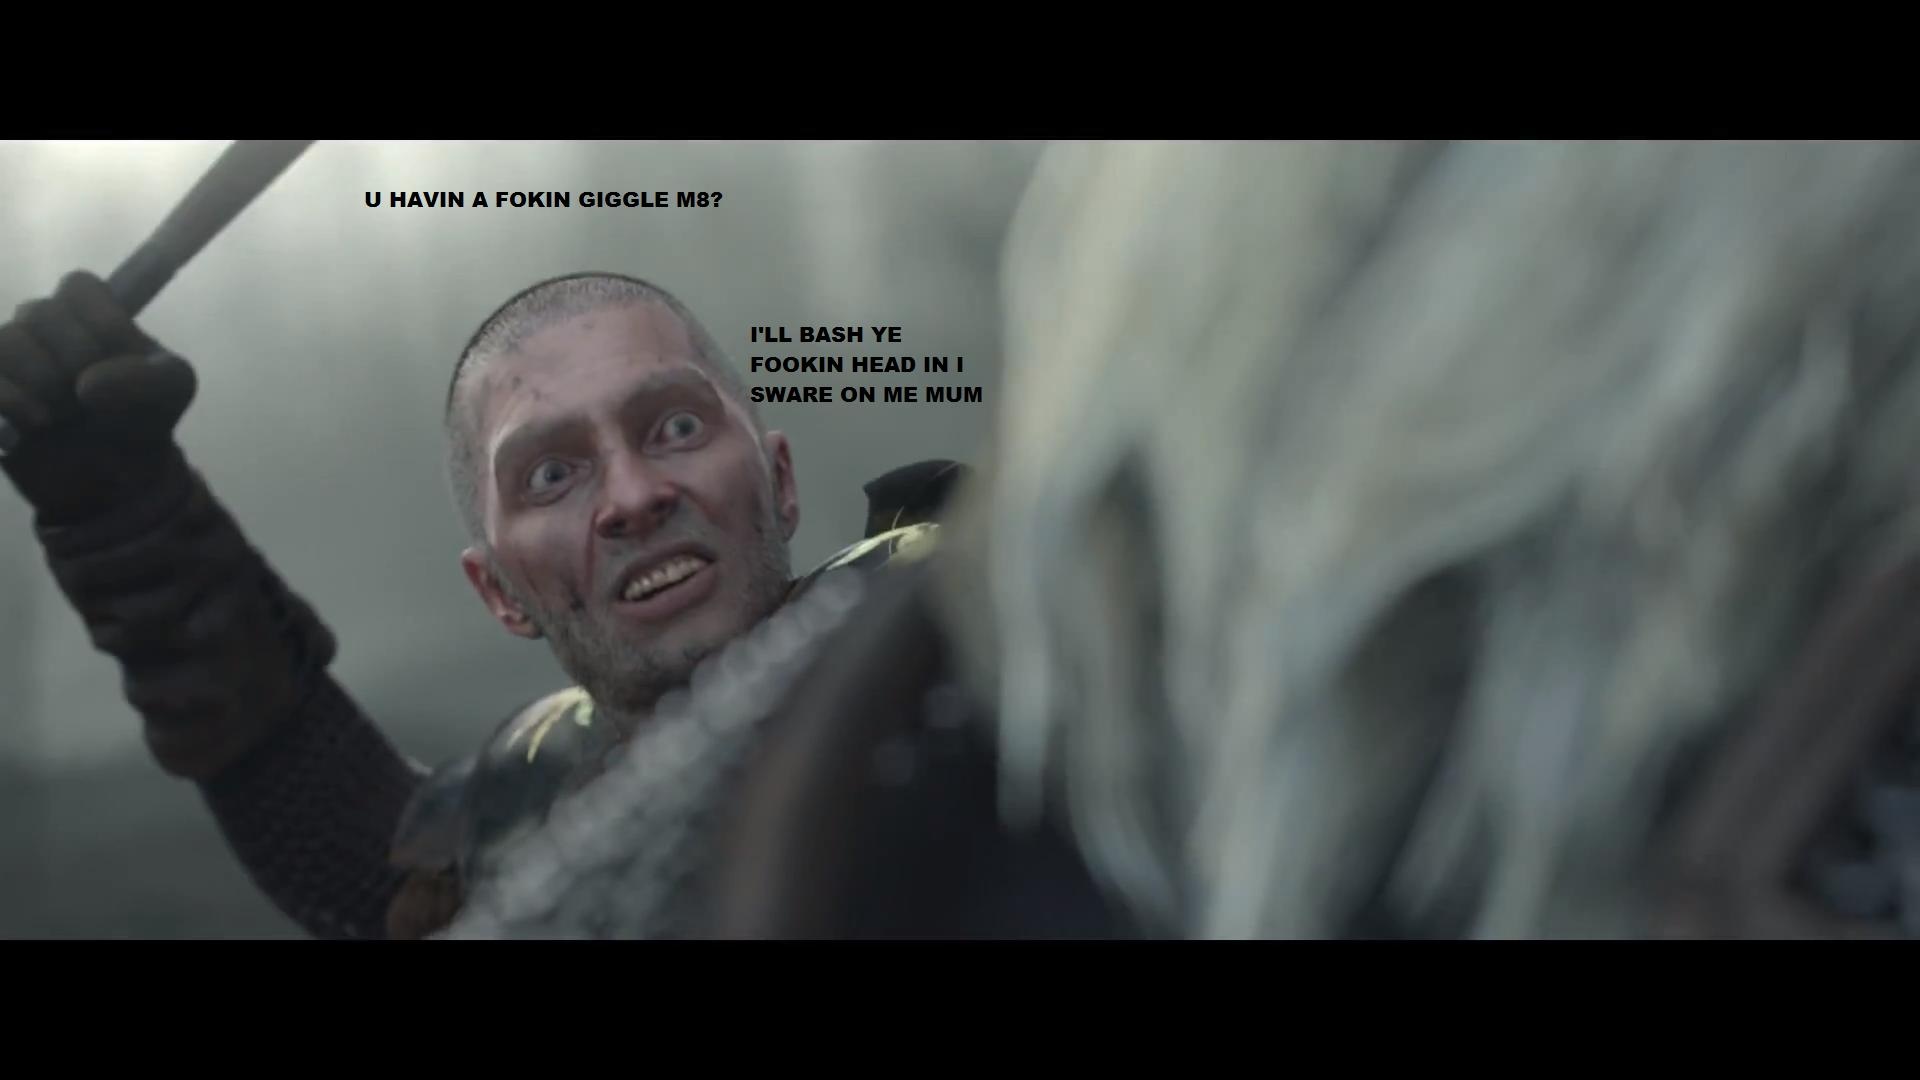 U HAVIN A FOKIN GIGGLE M8?
I'LL BASH YE
FOOKIN HEAD IN I
SWARE ON ME MUM